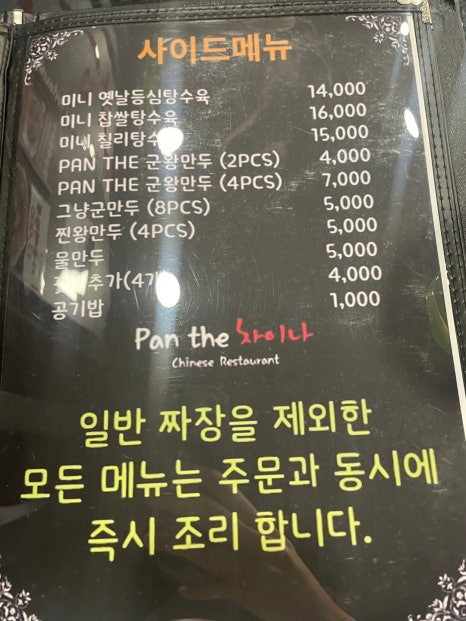 사이드메뉴
미니 옛날등심탕수육 14,000
미니 찹쌀탕수육 16,000
미니 칠리탕수육 15,000
PAN THE 군왕만두 (2PCS) 4,000
PAN THE 군왕만두 (4PCS) 7,000
그냥군만두 (8PCS) 5,000
찐왕만두 (4PCS) 5,000
물만두 5,000
4,000
공기밥 1,000
Pan the 차이나
Chinese Restaurant
일반 짜장을 제외한
모든 메뉴는 주문과 동시에
즉시 조리 합니다.